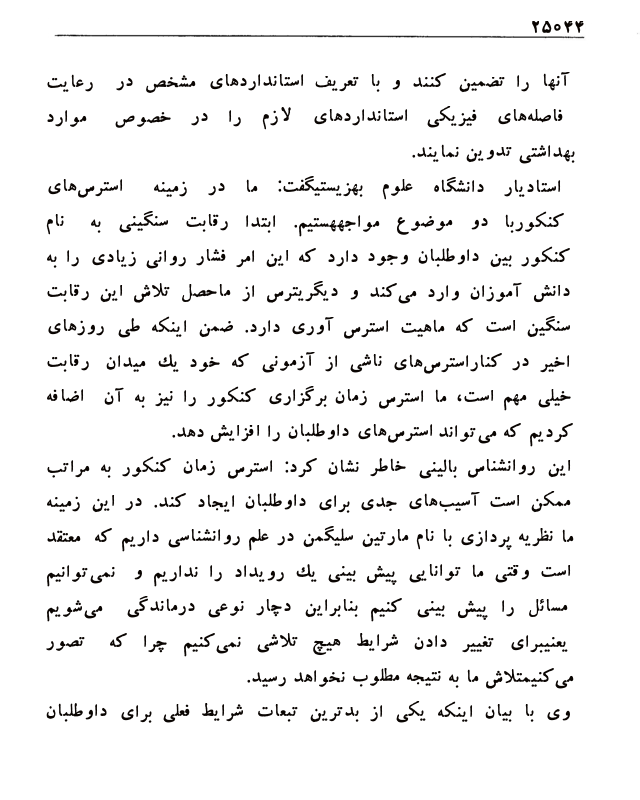 ۲۵۰۴۴
آنها را تضمین کنند و با تعریف استانداردهای مشخص در رعایت
فاصله‌های فیزیکی استانداردهای لازم را در خصوص موارد
بهداشتی تدوین نمایند.
استادیار دانشگاه علوم بهزیستیگفت: ما در زمینه استرس‌های
کنکوربا دو موضوع مواجههستیم. ابتدا رقابت سنگینی به نام
کنکور بین داوطلبان وجود دارد که این امر فشار روانی زیادی را به
دانش آموزان وارد می‌کند و دیگریترس از ماحصل تلاش این رقابت
سنگین است که ماهیت استرس آوری دارد. ضمن اینکه طی روزهای
اخیر در کناراسترس‌های ناشی از آزمونی که خود یك میدان رقابت
خیلی مهم است، ما استرس زمان برگزاری کنکور را نیز به آن اضافه
کردیم که می‌تواند استرس‌های داوطلبان را افزایش دهد.
این روانشناس بالینی خاطر نشان کرد: استرس زمان کنکور به مراتب
ممکن است آسیب‌های جدی برای داوطلبان ایجاد کند. در این زمینه
ما نظریه پردازی با نام مارتین سلیگمن در علم روانشناسی داریم که معتقد
است وقتی ما توانایی پیش بینی یك رویداد را نداریم و نمی‌توانیم
مسائل را پیش بینی کنیم بنابراین دچار نوعی درماندگی می‌شویم
یعنیبرای تغییر دادن شرایط هیچ تلاشی نمی‌کنیم چرا که تصور
می‌کنیمتلاش ما به نتیجه مطلوب نخواهد رسید.
وی با بیان اینکه یکی از بدترین تبعات شرایط فعلی برای داوطلبان